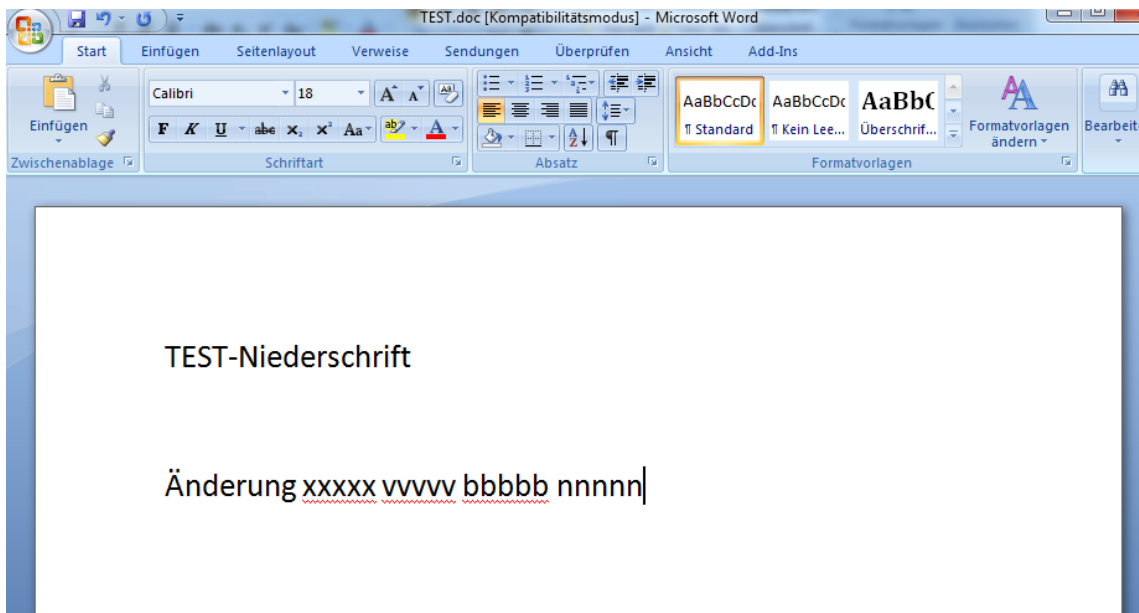 TEST.doc [Kompatibilitätsmodus] - Microsoft Word
Start Einfügen Seitenlayout Verweise Sendungen Überprüfen Ansicht Add-Ins
Calibri 18
Einfügen
F K U abe x₂ x² Aa ab A
AaBbCcDc AaBbCcDc AaBbC
¶ Standard ¶ Kein Lee... Überschrif...
Formatvorlagen ändern
Bearbeit
Zwischenablage Schriftart Absatz Formatvorlagen
TEST-Niederschrift
Änderung xxxxx vvvvv bbbbb nnnnn